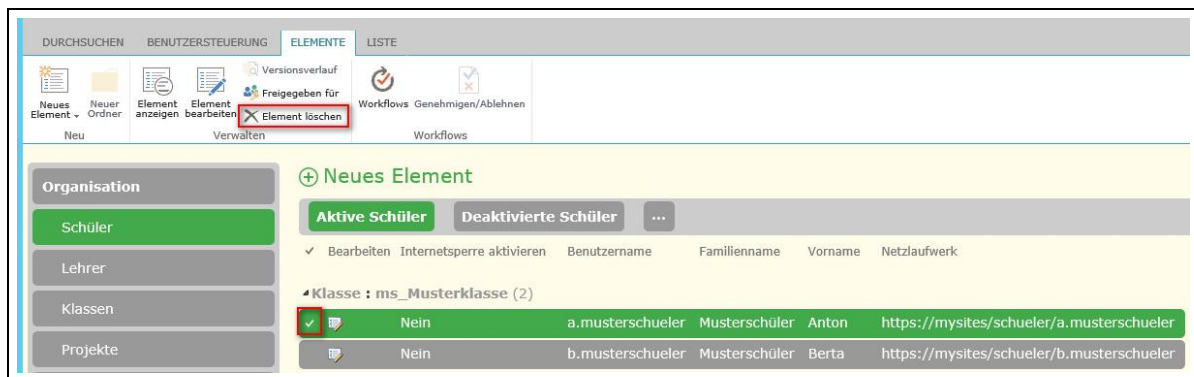 DURCHSUCHEN BENUTZERSTEUERUNG ELEMENTE LISTE
Neues Element
Neuer Ordner
Element anzeigen
Element bearbeiten
Versionsverlauf
Freigegeben für
Element löschen
Workflows
Genehmigen/Ablehnen
Neu Verwalten Workflows
Organisation
Schüler
Lehrer
Klassen
Projekte
Neues Element
Aktive Schüler Deaktivierte Schüler ...
Bearbeiten Internetsperre aktivieren Benutzername Familienname Vorname Netzlaufwerk
Klasse : ms_Musterklasse (2)
Nein a.musterschueler Musterschüler Anton https://mysites/schueler/a.musterschueler
Nein b.musterschueler Musterschüler Berta https://mysites/schueler/b.musterschueler